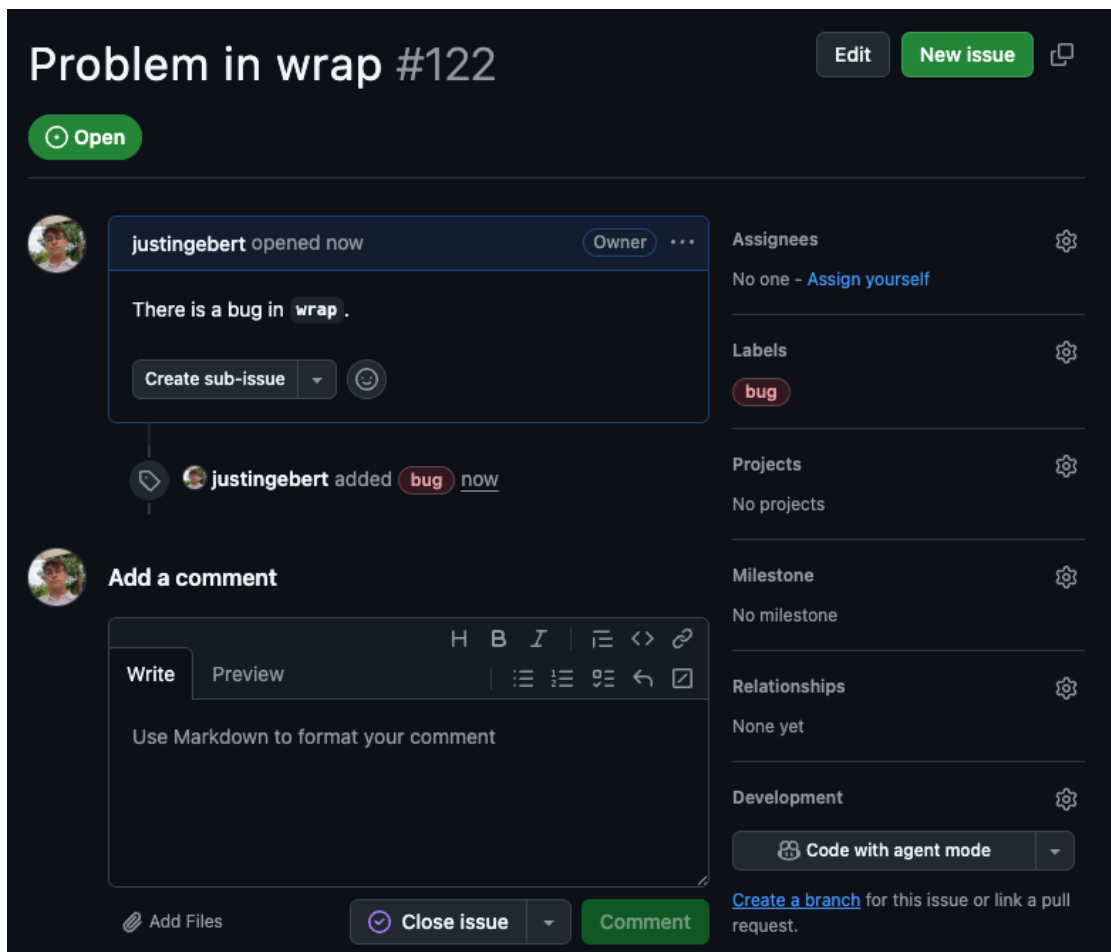 Problem in wrap #122
Edit
New issue
Open
justingebert opened now
Owner
There is a bug in wrap.
Create sub-issue
justingebert added bug now
Add a comment
Write
Preview
Use Markdown to format your comment
Add Files
Close issue
Comment
Assignees
No one - Assign yourself
Labels
bug
Projects
No projects
Milestone
No milestone
Relationships
None yet
Development
Code with agent mode
Create a branch for this issue or link a pull
request.